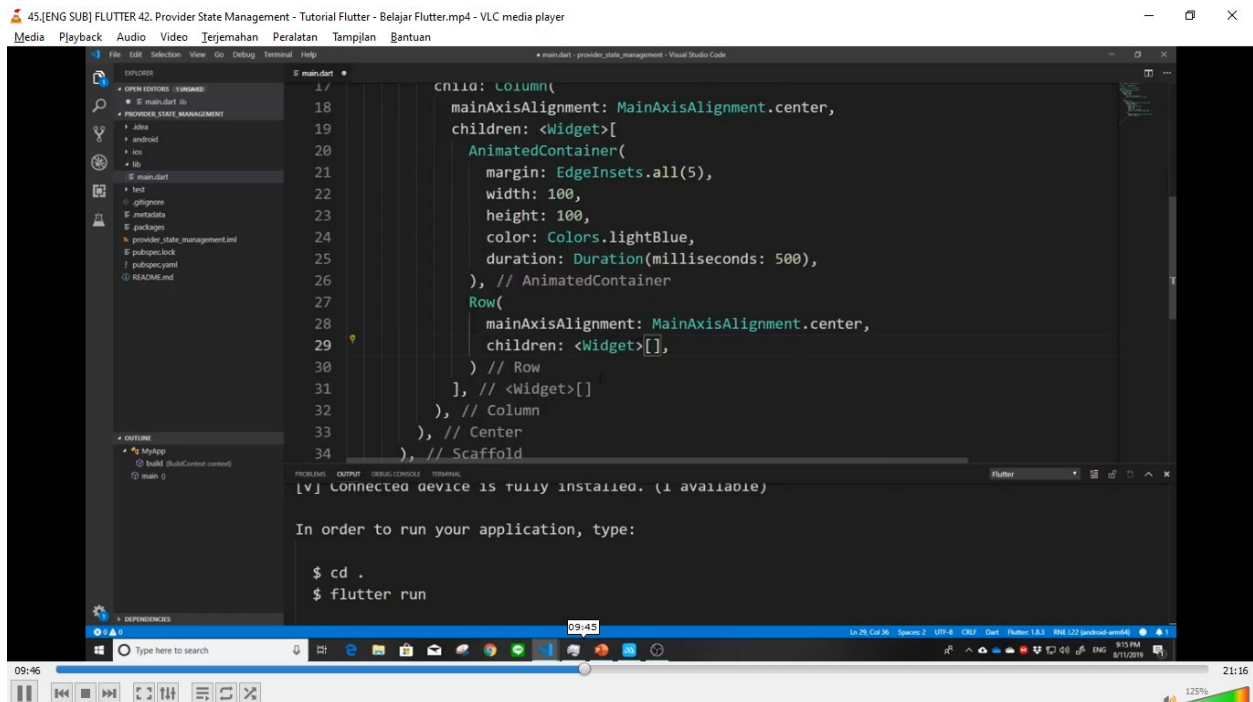 45.[ENG SUB] FLUTTER 42. Provider State Management - Tutorial Flutter - Belajar Flutter.mp4 - VLC media player
Media Playback Audio Video Terjemahan Peralatan Tampilan Bantuan
File Edit Selection View Go Debug Terminal Help
● main.dart - provider_state_management - Visual Studio Code
EXPLORER
OPEN EDITORS 1 UNSAVED
● main.dart lib
PROVIDER_STATE_MANAGEMENT
.idea
android
ios
lib
main.dart
test
.gitignore
.metadata
.packages
provider_state_management.iml
pubspec.lock
pubspec.yaml
README.md
OUTLINE
MyApp
build (BuildContext context)
main ()
DEPENDENCIES
main.dart ●
17 child: Column(
18 mainAxisAlignment: MainAxisAlignment.center,
19 children: <Widget>[
20 AnimatedContainer(
21 margin: EdgeInsets.all(5),
22 width: 100,
23 height: 100,
24 color: Colors.lightBlue,
25 duration: Duration(milliseconds: 500),
26 ), // AnimatedContainer
27 Row(
28 mainAxisAlignment: MainAxisAlignment.center,
29 children: <Widget>[],
30 ) // Row
31 ], // <Widget>[]
32 ), // Column
33 ), // Center
34 ), // Scaffold
PROBLEMS OUTPUT DEBUG CONSOLE TERMINAL
Flutter
[√] Connected device is fully installed. (1 available)
In order to run your application, type:
$ cd .
$ flutter run
0 0
Ln 29, Col 36 Spaces: 2 UTF-8 CRLF Dart Flutter: 1.8.3 RNE L22 (android-arm64) 1
Type here to search
ENG
9:15 PM
8/11/2019
09:45
09:46
21:16
125%